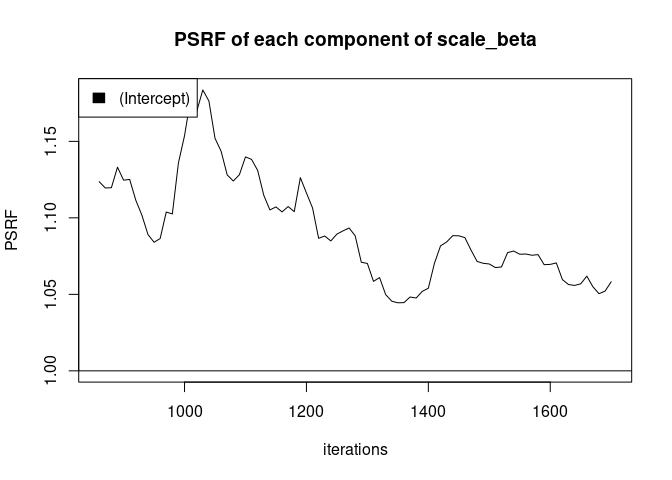 PSRF of each component of scale_beta
(Intercept)
PSRF
1.15
1.10
1.05
1.00
1000 1200 1400 1600
iterations